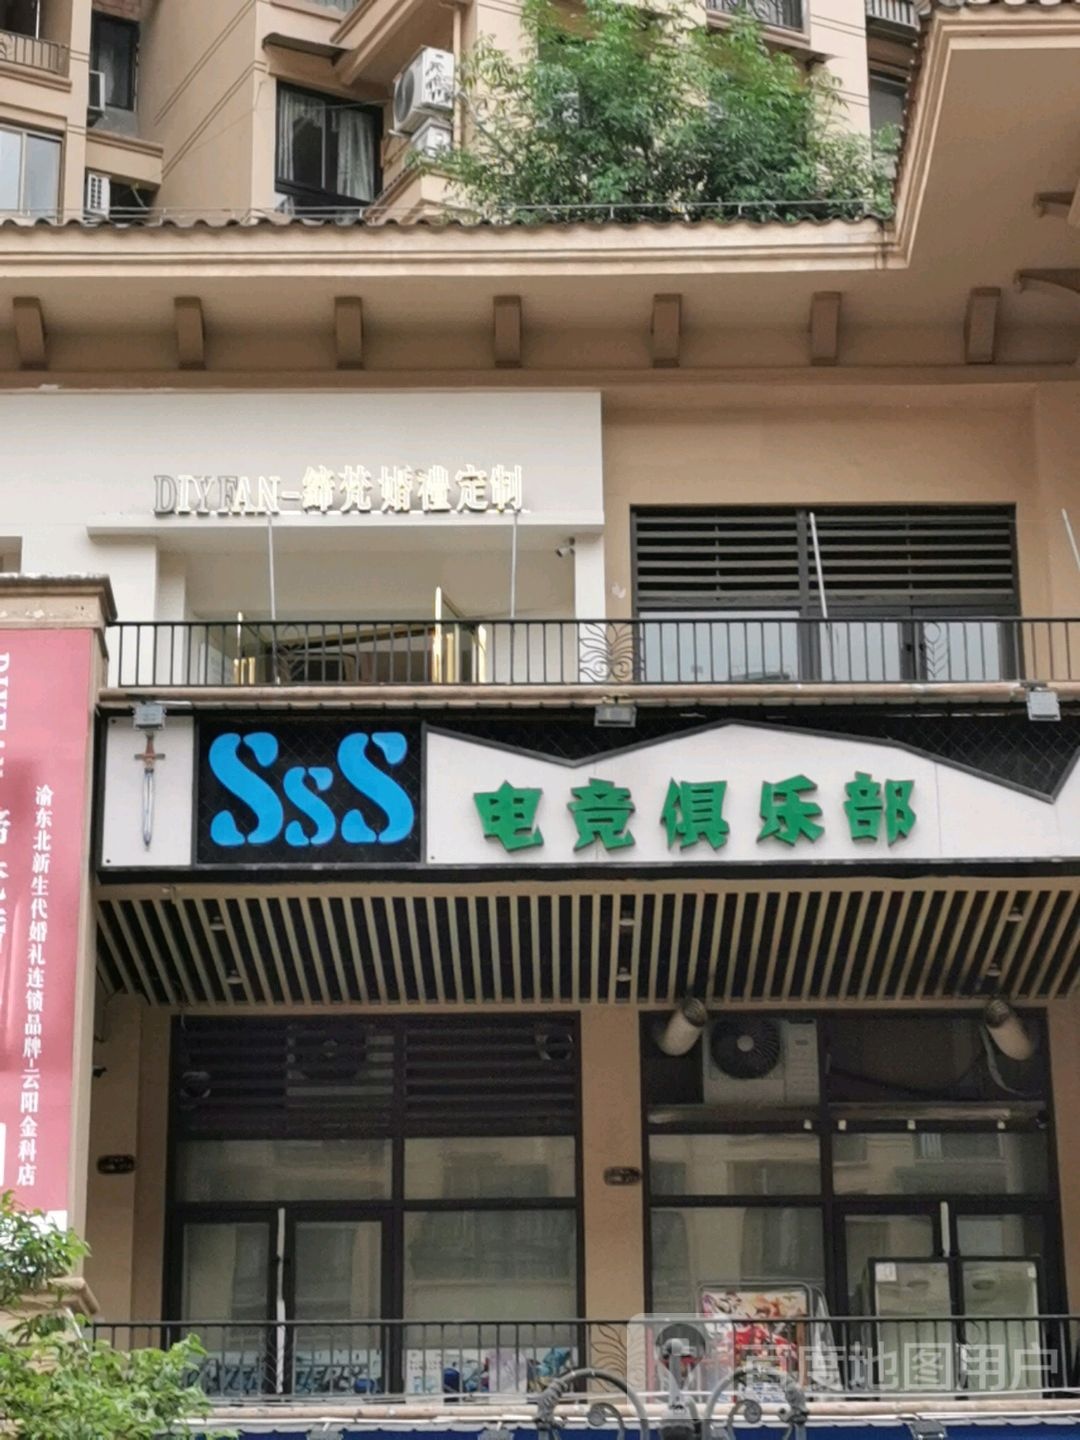 DIYFAN-缔梵婚禮定制
SsS
电竞俱乐部
渝东北新生代婚礼连锁品牌-云阳金科店
百度地图用户